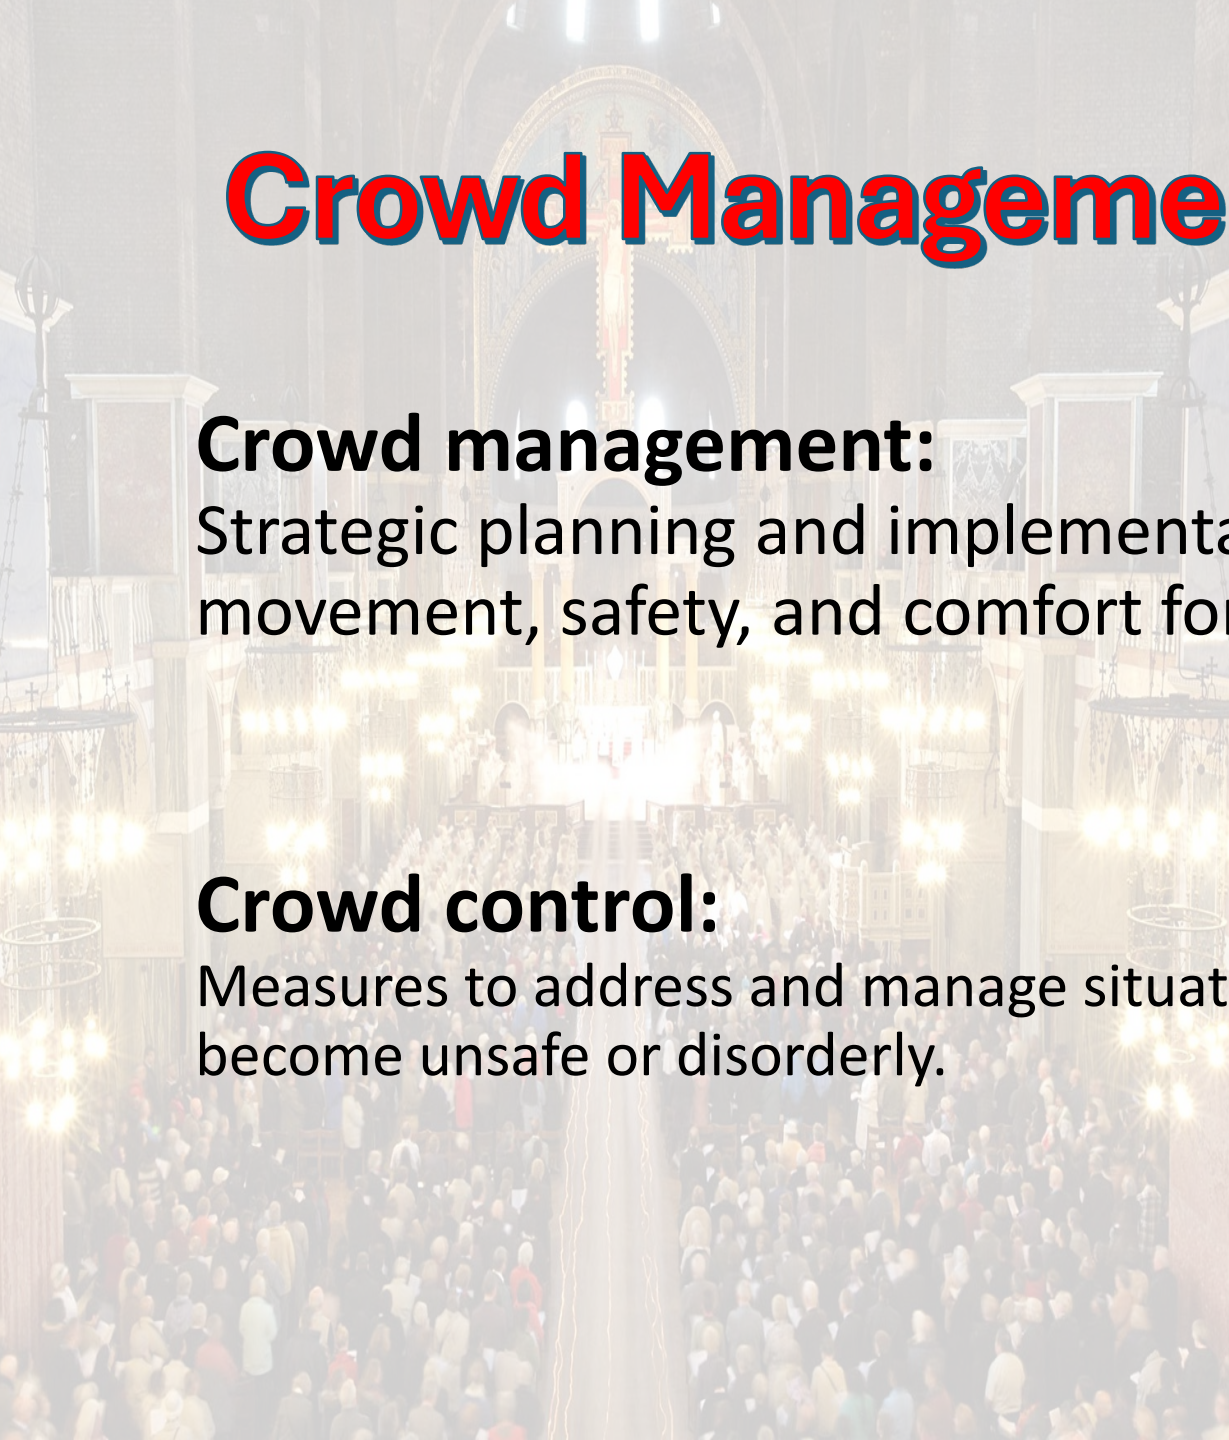 Crowd Manageme
Crowd management:
Strategic planning and implementa
movement, safety, and comfort for
Crowd control:
Measures to address and manage situat
become unsafe or disorderly.